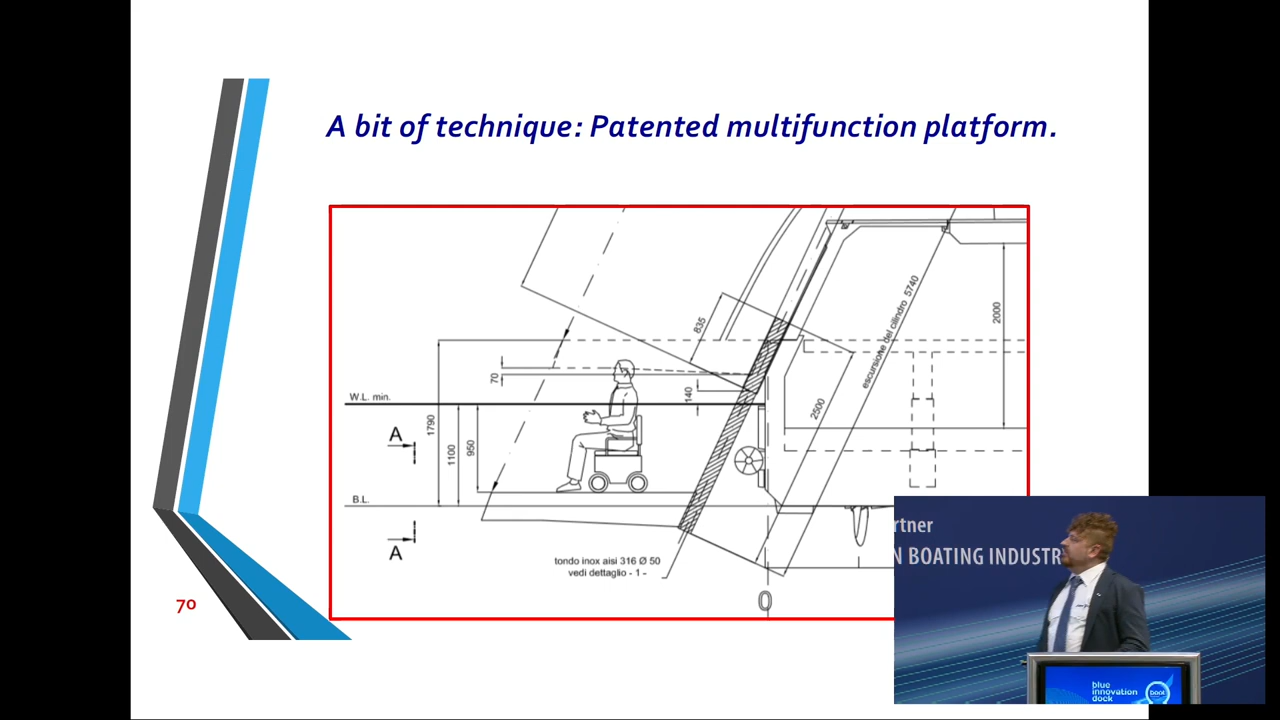 A bit of technique: Patented multifunction platform.
escursione del cilindro 5740
2000
835
70
140
W.L. min.
2500
1790
A
1100
950
B.L.
A
tondo inox aisi 316 Ø 50
vedi dettaglio - 1 -
0
70
artner
N BOATING INDUSTR
blue
innovation
dock
boot